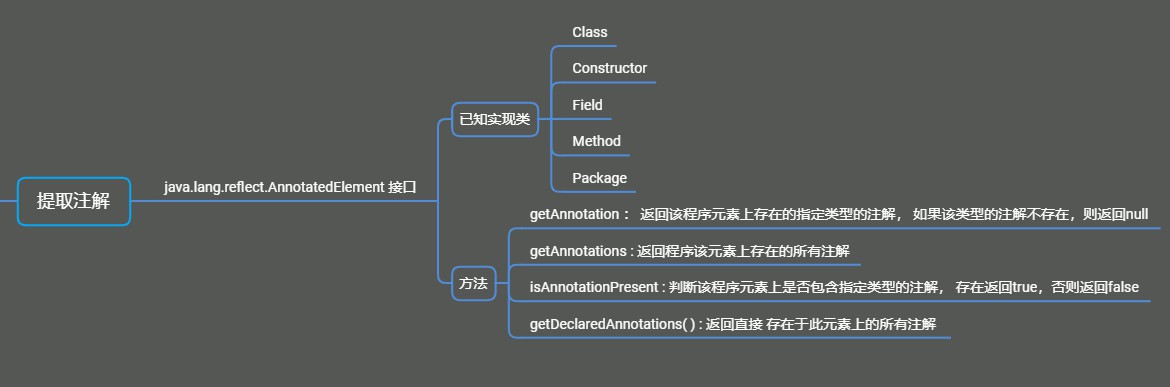 提取注解
java.lang.reflect.AnnotatedElement 接口
已知实现类
Class
Constructor
Field
Method
Package
方法
getAnnotation： 返回该程序元素上存在的指定类型的注解， 如果该类型的注解不存在，则返回null
getAnnotations : 返回程序该元素上存在的所有注解
isAnnotationPresent : 判断该程序元素上是否包含指定类型的注解， 存在返回true，否则返回false
getDeclaredAnnotations( ) : 返回直接 存在于此元素上的所有注解